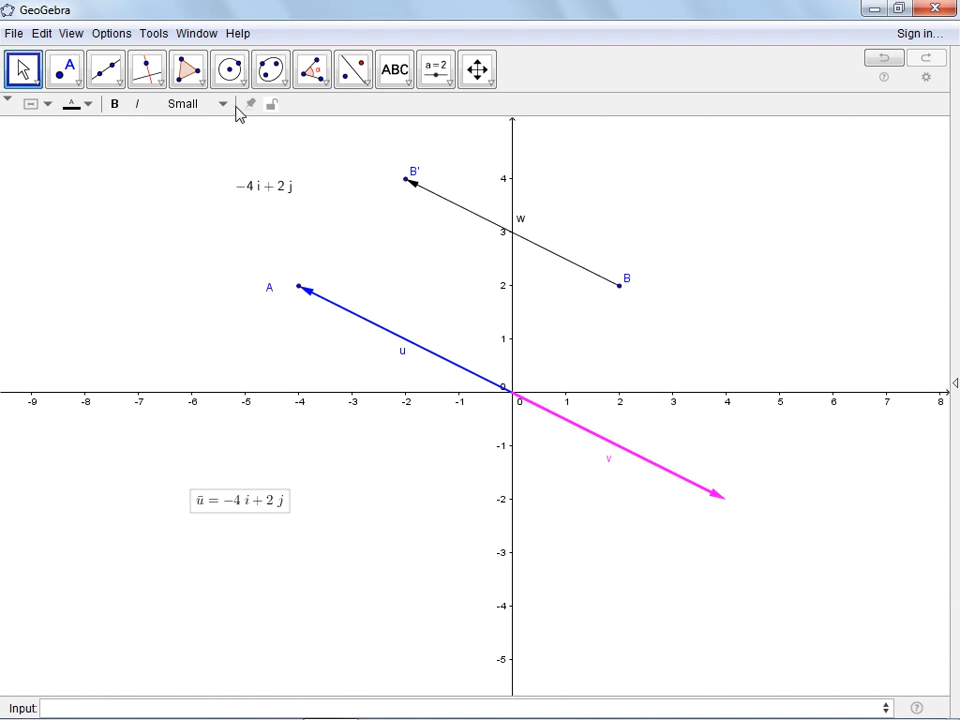 GeoGebra
File Edit View Options Tools Window Help Sign in...
A α ABC a = 2
A B I Small
−4 i + 2 j
B'
w
B
A
u
v
ū = −4 i + 2 j
4
3
2
1
0
-9 -8 -7 -6 -5 -4 -3 -2 -1 0 1 2 3 4 5 6 7 8
-1
-2
-3
-4
-5
Input: